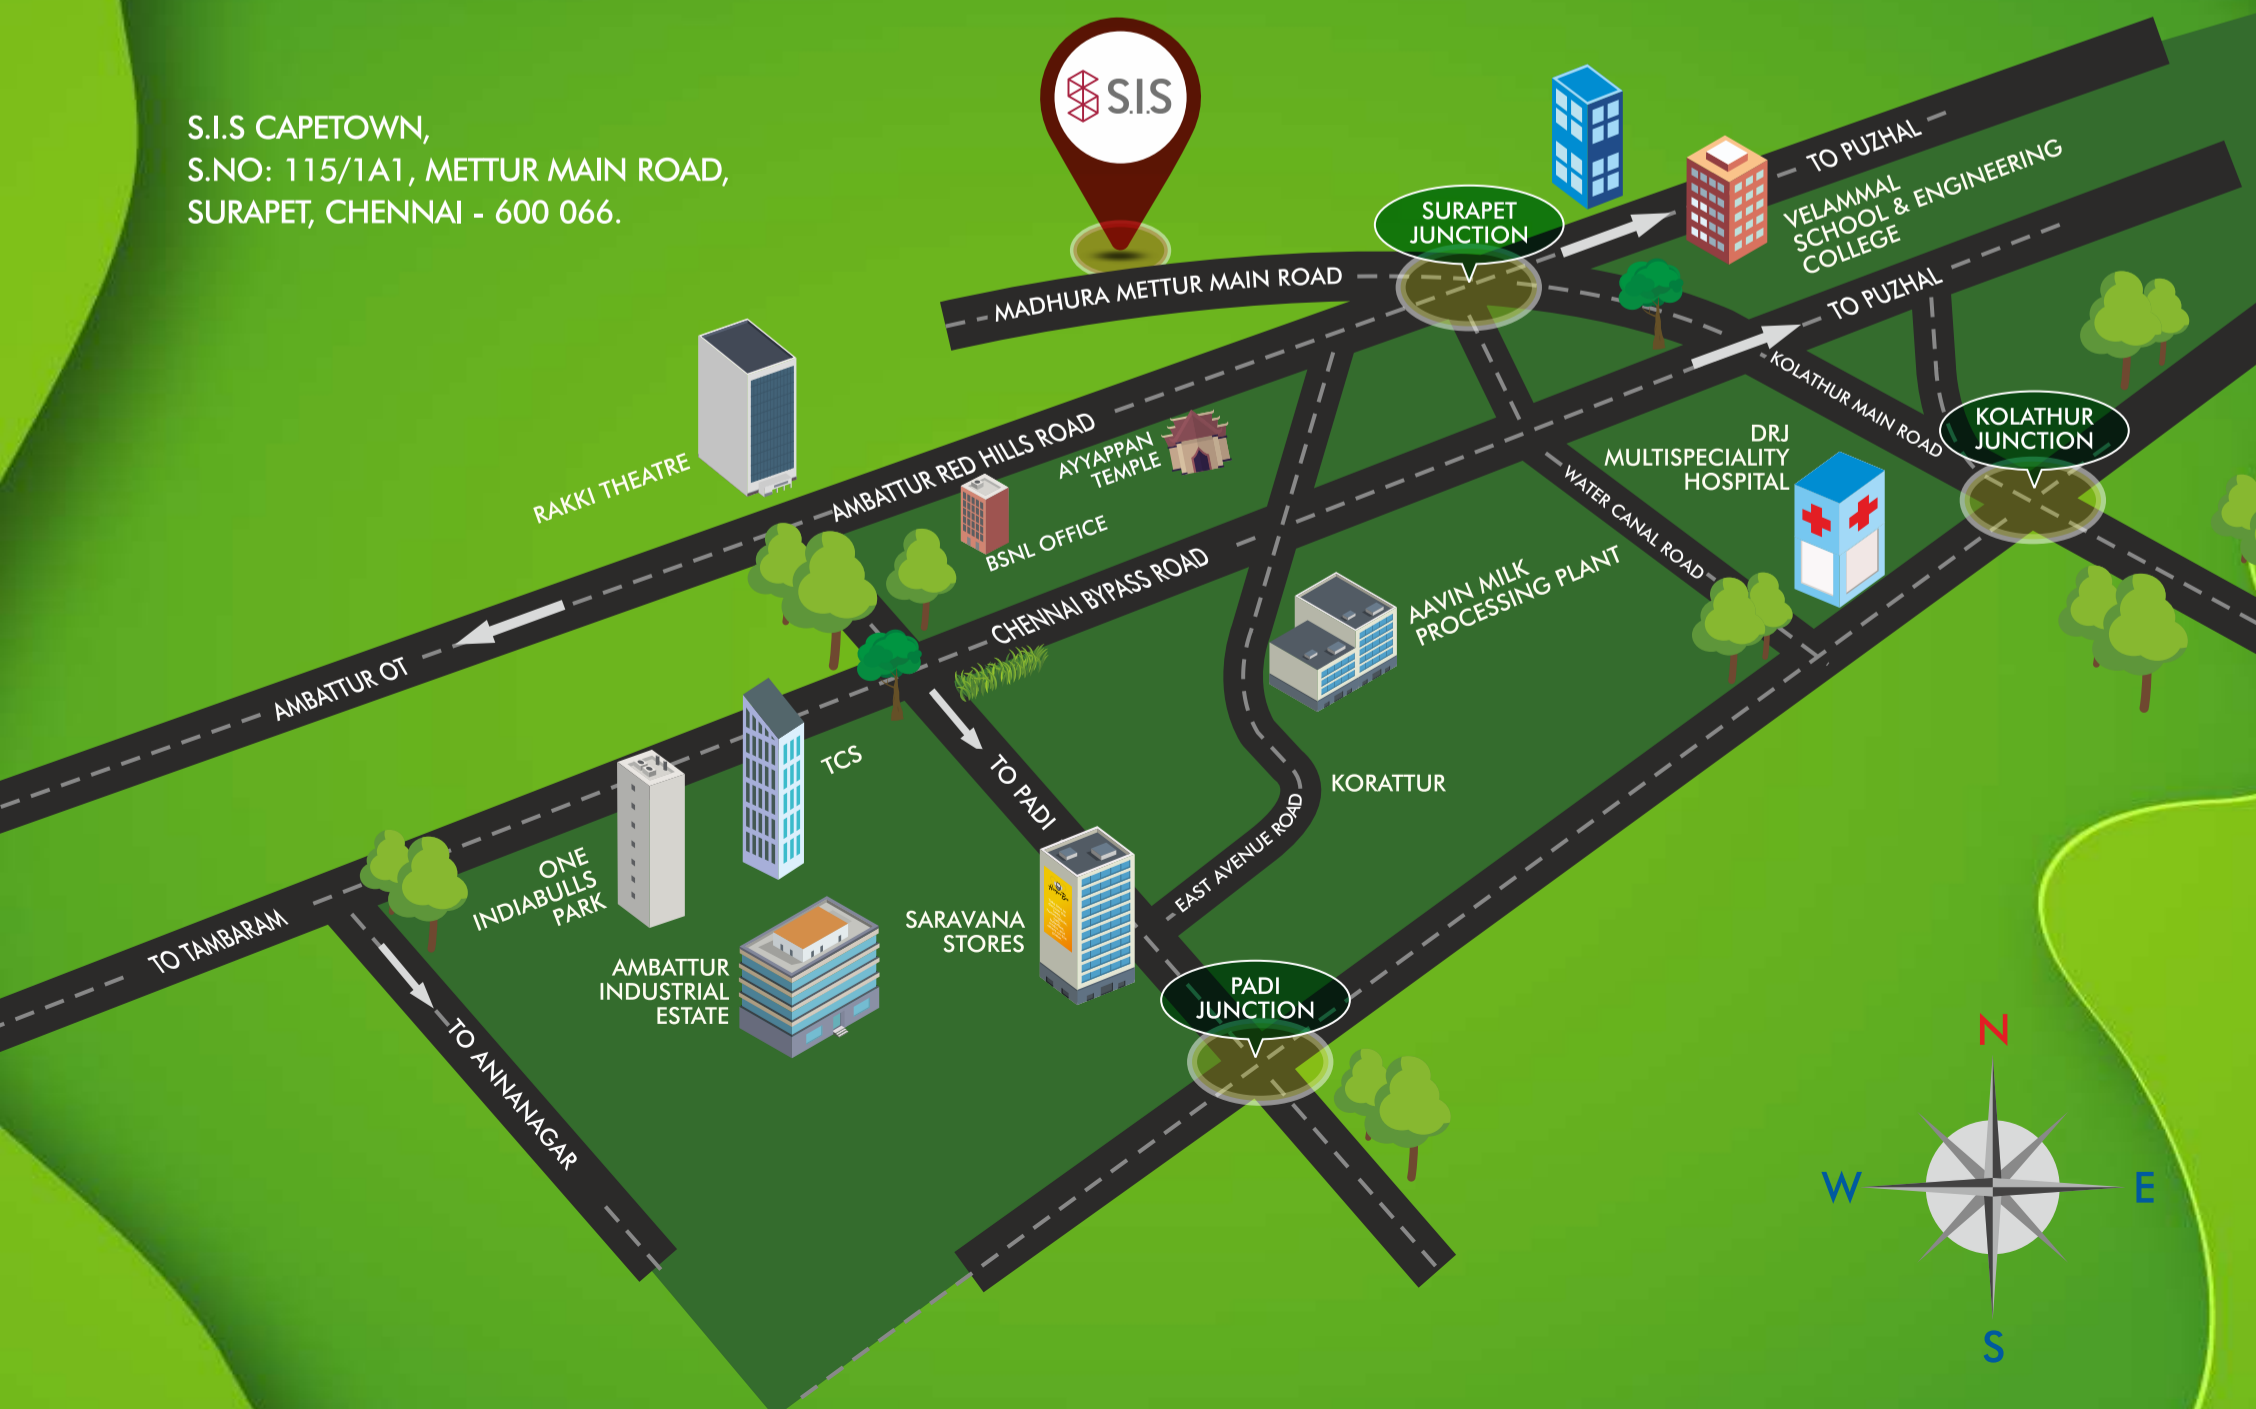 S.I.S CAPETOWN,
S.NO: 115/1A1, METTUR MAIN ROAD,
SURAPET, CHENNAI - 600 066.
S.I.S
SURAPET
JUNCTION
TO PUZHAL
VELAMMAL
SCHOOL & ENGINEERING
COLLEGE
MADHURA METTUR MAIN ROAD
TO PUZHAL
KOLATHUR MAIN ROAD
KOLATHUR
JUNCTION
RAKKI THEATRE
AMBATTUR RED HILLS ROAD
AYYAPPAN
TEMPLE
BSNL OFFICE
DRJ
MULTISPECIALITY
HOSPITAL
WATER CANAL ROAD
CHENNAI BYPASS ROAD
AAVIN MILK
PROCESSING PLANT
AMBATTUR OT
TCS
TO PADI
KORATTUR
EAST AVENUE ROAD
ONE
INDIABULLS
PARK
TO TAMBARAM
SARAVANA
STORES
AMBATTUR
INDUSTRIAL
ESTATE
PADI
JUNCTION
TO ANNANAGAR
N
W
E
S